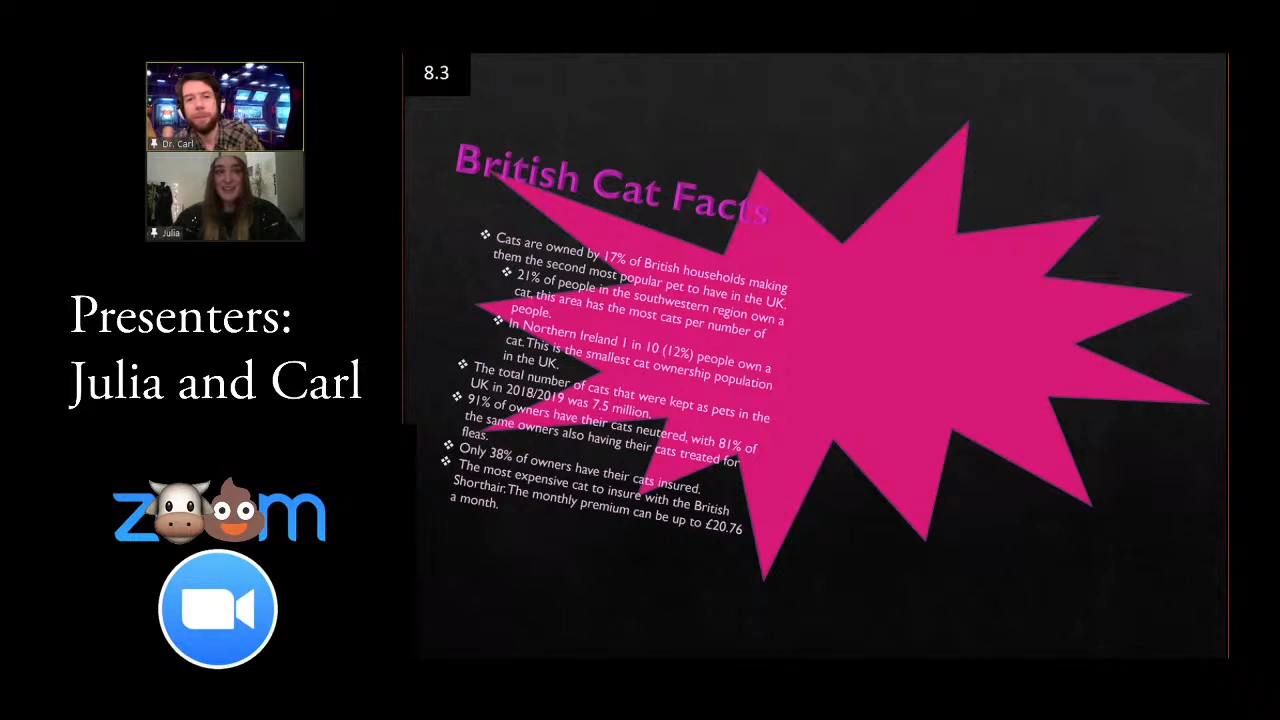 8.3
Dr. Carl
Julia
Presenters:
Julia and Carl
z m
British Cat Facts
Cats are owned by 17% of British households making
them the second most popular pet to have in the UK.
21% of people in the southwestern region own a
cat, this area has the most cats per number of
people.
In Northern Ireland 1 in 10 (12%) people own a
cat. This is the smallest cat ownership population
in the UK.
The total number of cats that were kept as pets in the
UK in 2018/2019 was 7.5 million.
91% of owners have their cats neutered, with 81% of
the same owners also having their cats treated for
fleas.
Only 38% of owners have their cats insured.
The most expensive cat to insure with the British
Shorthair. The monthly premium can be up to £20.76
a month.